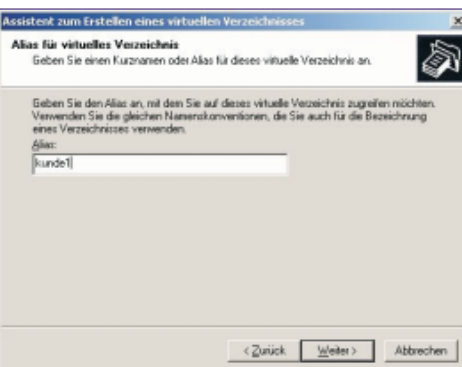 Assistent zum Erstellen eines virtuellen Verzeichnisses
Alias für virtuelles Verzeichnis
Geben Sie einen Kurznamen oder Alias für dieses virtuelle Verzeichnis an.
Geben Sie den Alias an, mit dem Sie auf dieses virtuelle Verzeichnis zugreifen möchten.
Verwenden Sie die gleichen Namenskonventionen, die Sie auch für die Bezeichnung
eines Verzeichnisses verwenden.
Alias:
kunde1
< Zurück Weiter > Abbrechen